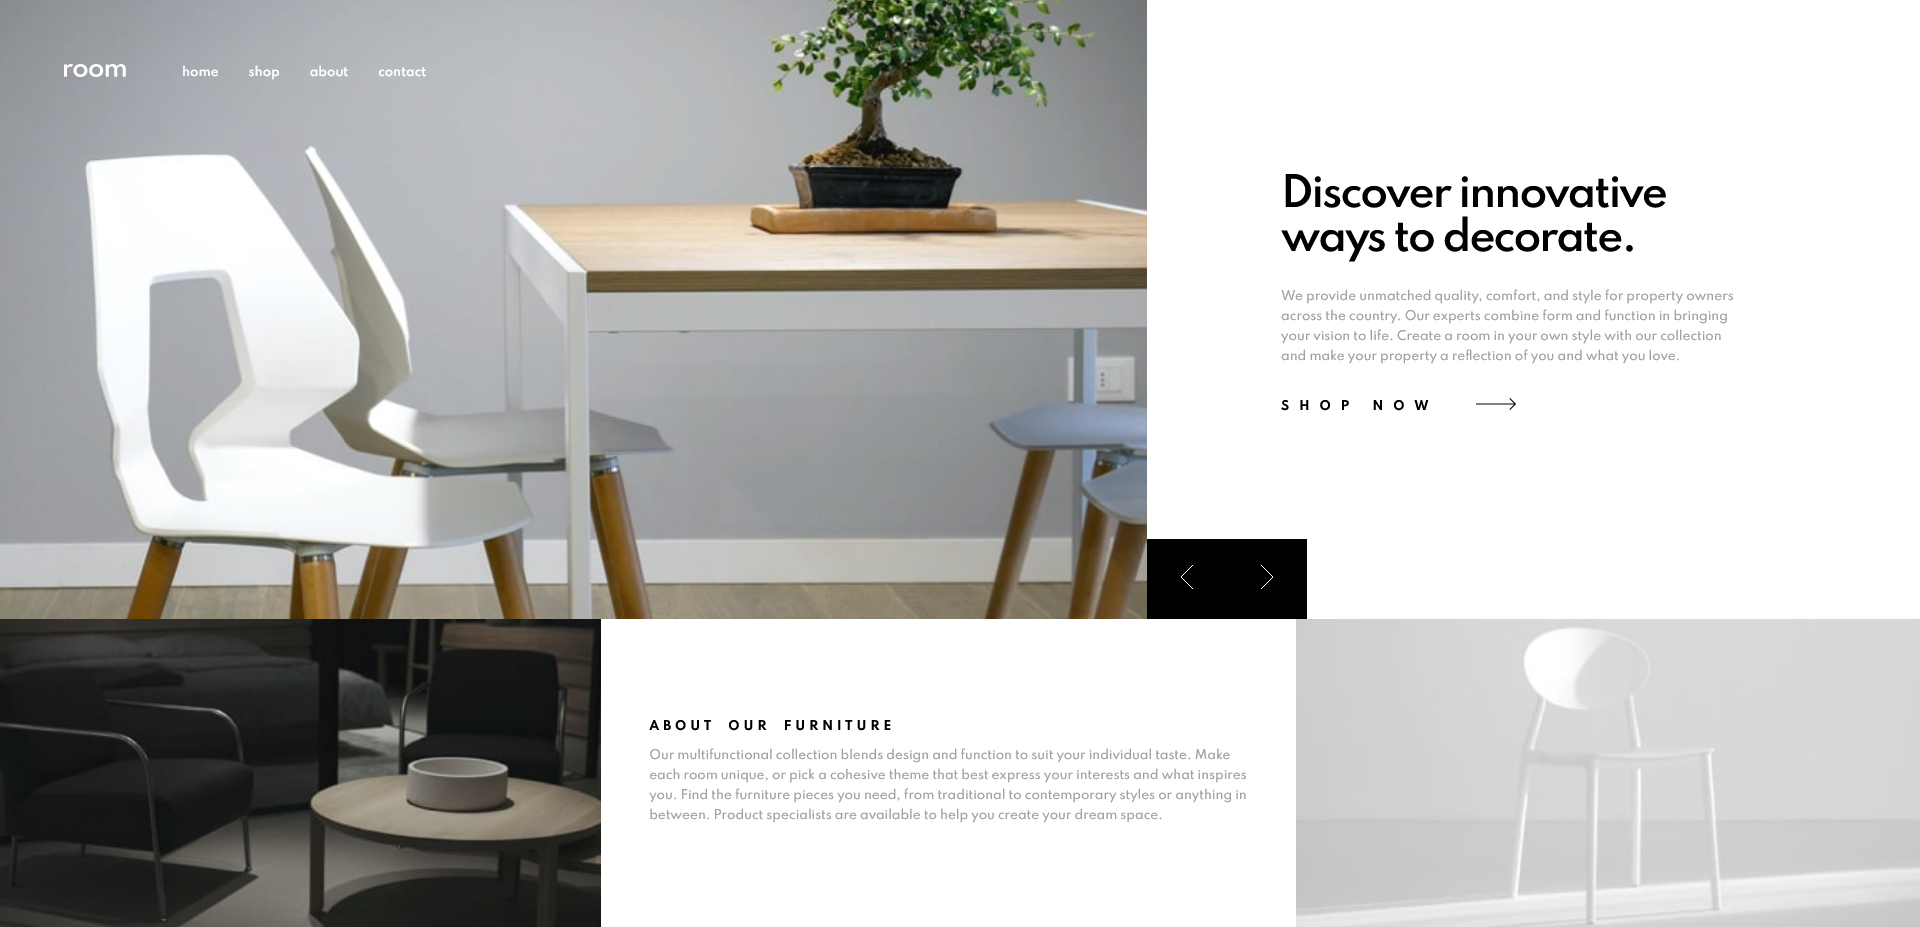 room
home shop about contact
Discover innovative
ways to decorate.
We provide unmatched quality, comfort, and style for property owners
across the country. Our experts combine form and function in bringing
your vision to life. Create a room in your own style with our collection
and make your property a reflection of you and what you love.
SHOP NOW
ABOUT OUR FURNITURE
Our multifunctional collection blends design and function to suit your individual taste. Make
each room unique, or pick a cohesive theme that best express your interests and what inspires
you. Find the furniture pieces you need, from traditional to contemporary styles or anything in
between. Product specialists are available to help you create your dream space.